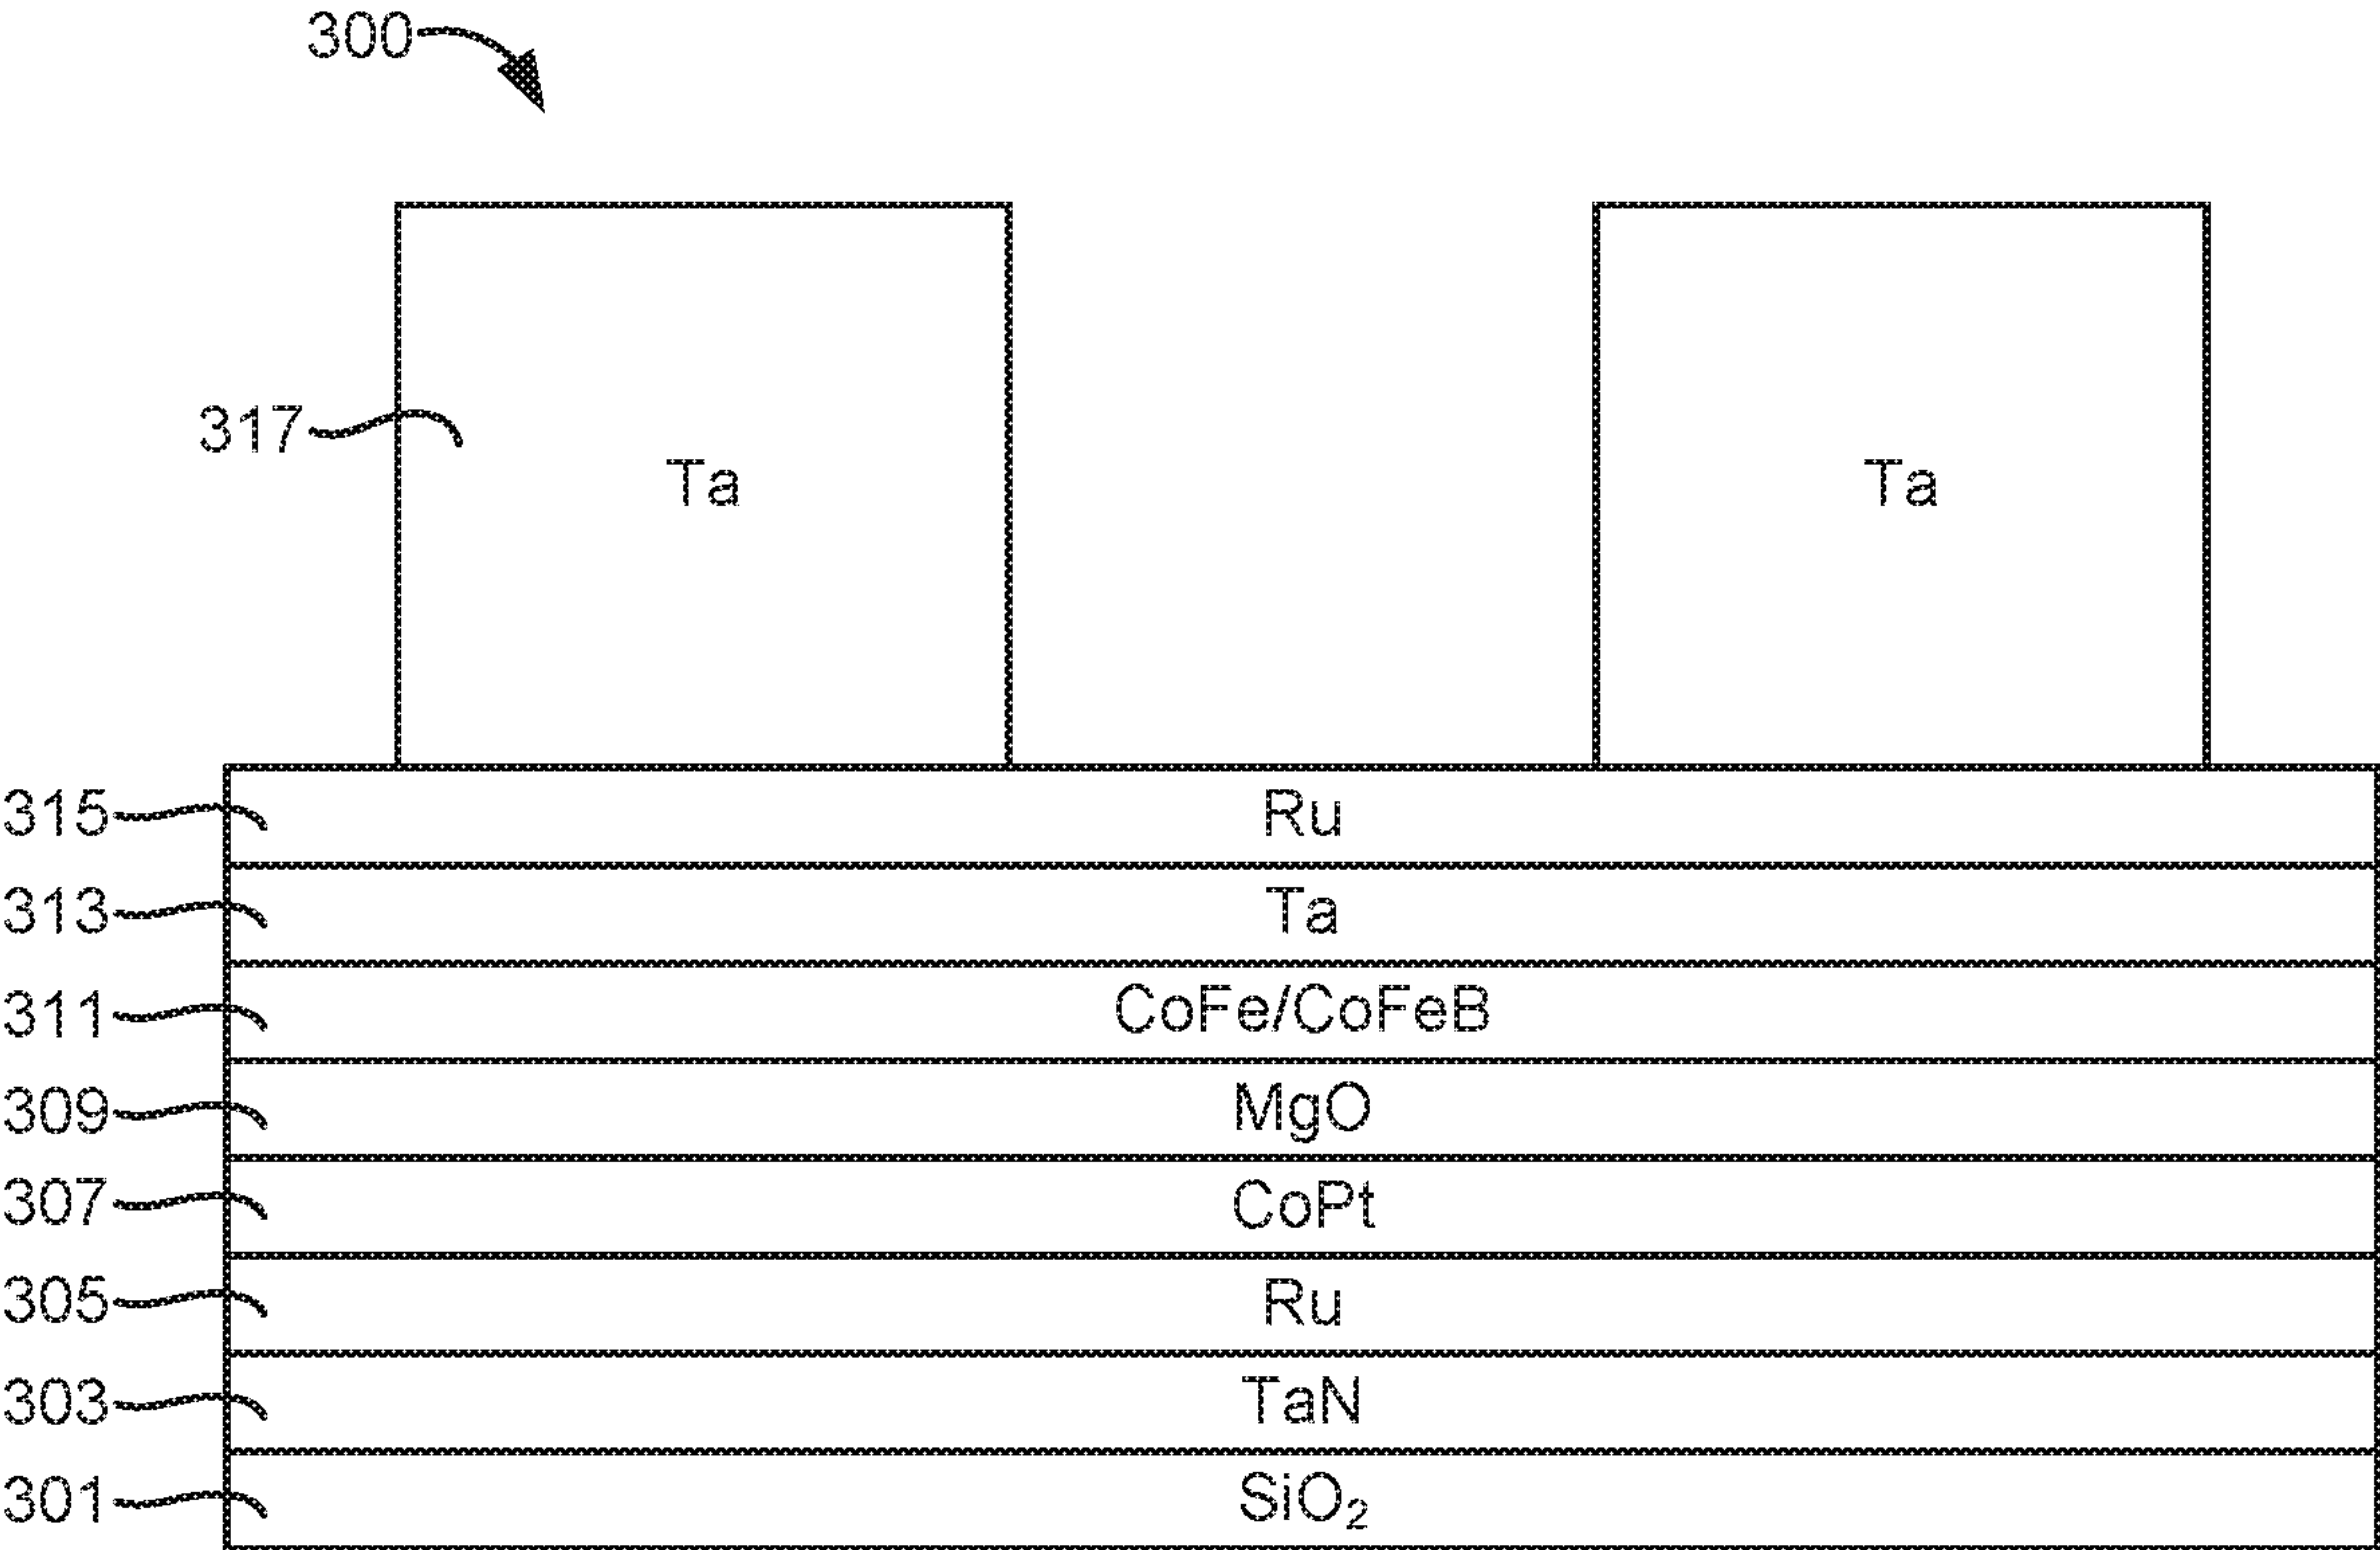 300
317 Ta Ta
315 Ru
313 Ta
311 CoFe/CoFeB
309 MgO
307 CoPt
305 Ru
303 TaN
301 SiO₂